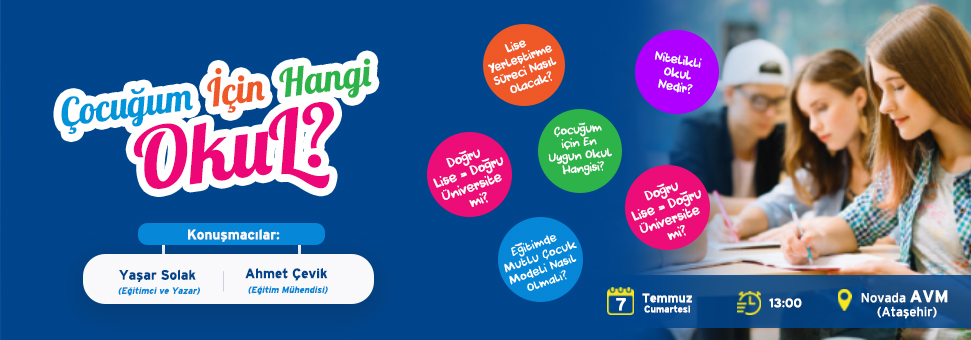 Çocuğum İçin Hangi
Okul?
Konuşmacılar:
Yaşar Solak
(Eğitimci ve Yazar)
Ahmet Çevik
(Eğitim Mühendisi)
Lise
Yerleştirme
Süreci Nasıl
Olacak?
Nitelikli
Okul
Nedir?
Çocuğum
için En
Uygun Okul
Hangisi?
Doğru
Lise = Doğru
Üniversite
mi?
Doğru
Lise = Doğru
Üniversite
mi?
Eğitimde
Mutlu Çocuk
Modeli Nasıl
Olmalı?
7
Temmuz
Cumartesi
13:00
Novada AVM
(Ataşehir)